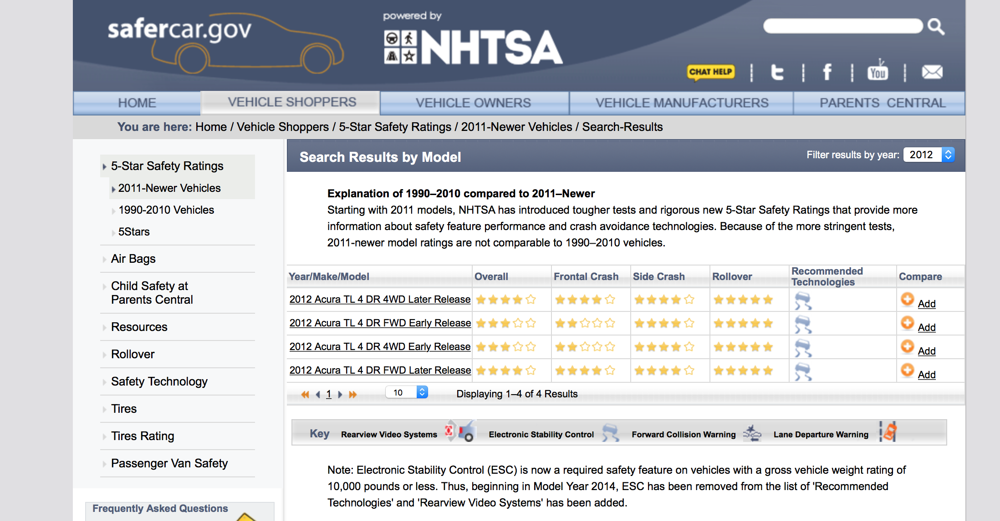 safercar.gov
powered by
NHTSA
CHAT HELP
You
HOME
VEHICLE SHOPPERS
VEHICLE OWNERS
VEHICLE MANUFACTURERS
PARENTS CENTRAL
You are here: Home / Vehicle Shoppers / 5-Star Safety Ratings / 2011-Newer Vehicles / Search-Results
5-Star Safety Ratings
2011-Newer Vehicles
1990-2010 Vehicles
5Stars
Air Bags
Child Safety at
Parents Central
Resources
Rollover
Safety Technology
Tires
Tires Rating
Passenger Van Safety
Frequently Asked Questions
Search Results by Model
Filter results by year: 2012
Explanation of 1990–2010 compared to 2011–Newer
Starting with 2011 models, NHTSA has introduced tougher tests and rigorous new 5-Star Safety Ratings that provide more
information about safety feature performance and crash avoidance technologies. Because of the more stringent tests,
2011-newer model ratings are not comparable to 1990–2010 vehicles.
Year/Make/Model Overall Frontal Crash Side Crash Rollover Recommended Technologies Compare
2012 Acura TL 4 DR 4WD Later Release Add
2012 Acura TL 4 DR FWD Early Release Add
2012 Acura TL 4 DR 4WD Early Release Add
2012 Acura TL 4 DR FWD Later Release Add
1 10 Displaying 1–4 of 4 Results
Key Rearview Video Systems Electronic Stability Control Forward Collision Warning Lane Departure Warning
Note: Electronic Stability Control (ESC) is now a required safety feature on vehicles with a gross vehicle weight rating of
10,000 pounds or less. Thus, beginning in Model Year 2014, ESC has been removed from the list of 'Recommended
Technologies' and 'Rearview Video Systems' has been added.